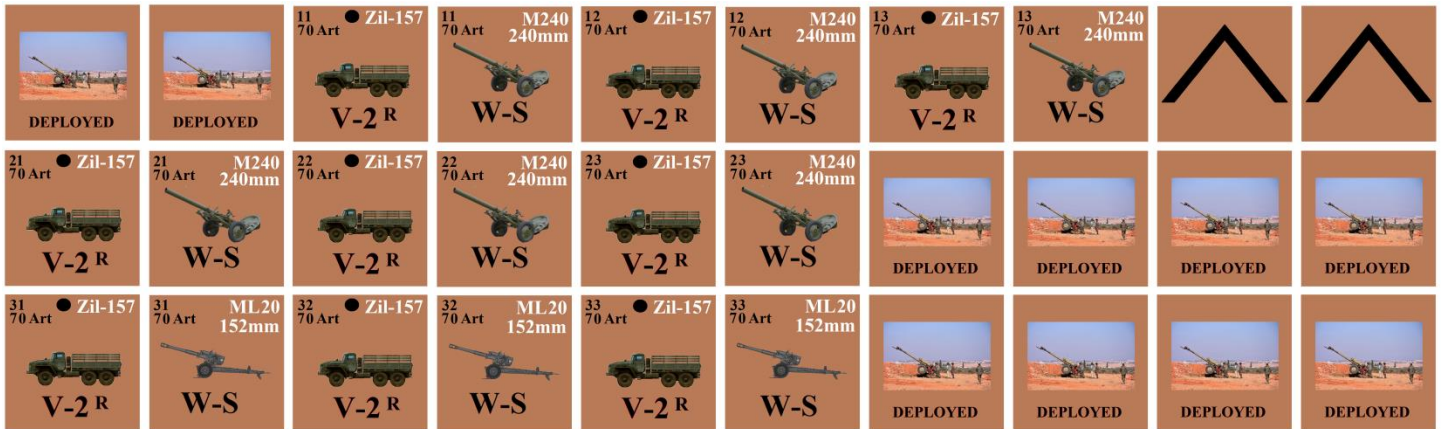 DEPLOYED
DEPLOYED
11 Zil-157
70 Art
V-2 R
11 M240
70 Art 240mm
W-S
12 Zil-157
70 Art
V-2 R
12 M240
70 Art 240mm
W-S
13 Zil-157
70 Art
V-2 R
13 M240
70 Art 240mm
W-S
21 Zil-157
70 Art
V-2 R
21 M240
70 Art 240mm
W-S
22 Zil-157
70 Art
V-2 R
22 M240
70 Art 240mm
W-S
23 Zil-157
70 Art
V-2 R
23 M240
70 Art 240mm
W-S
DEPLOYED
DEPLOYED
DEPLOYED
DEPLOYED
31 Zil-157
70 Art
V-2 R
31 ML20
70 Art 152mm
W-S
32 Zil-157
70 Art
V-2 R
32 ML20
70 Art 152mm
W-S
33 Zil-157
70 Art
V-2 R
33 ML20
70 Art 152mm
W-S
DEPLOYED
DEPLOYED
DEPLOYED
DEPLOYED